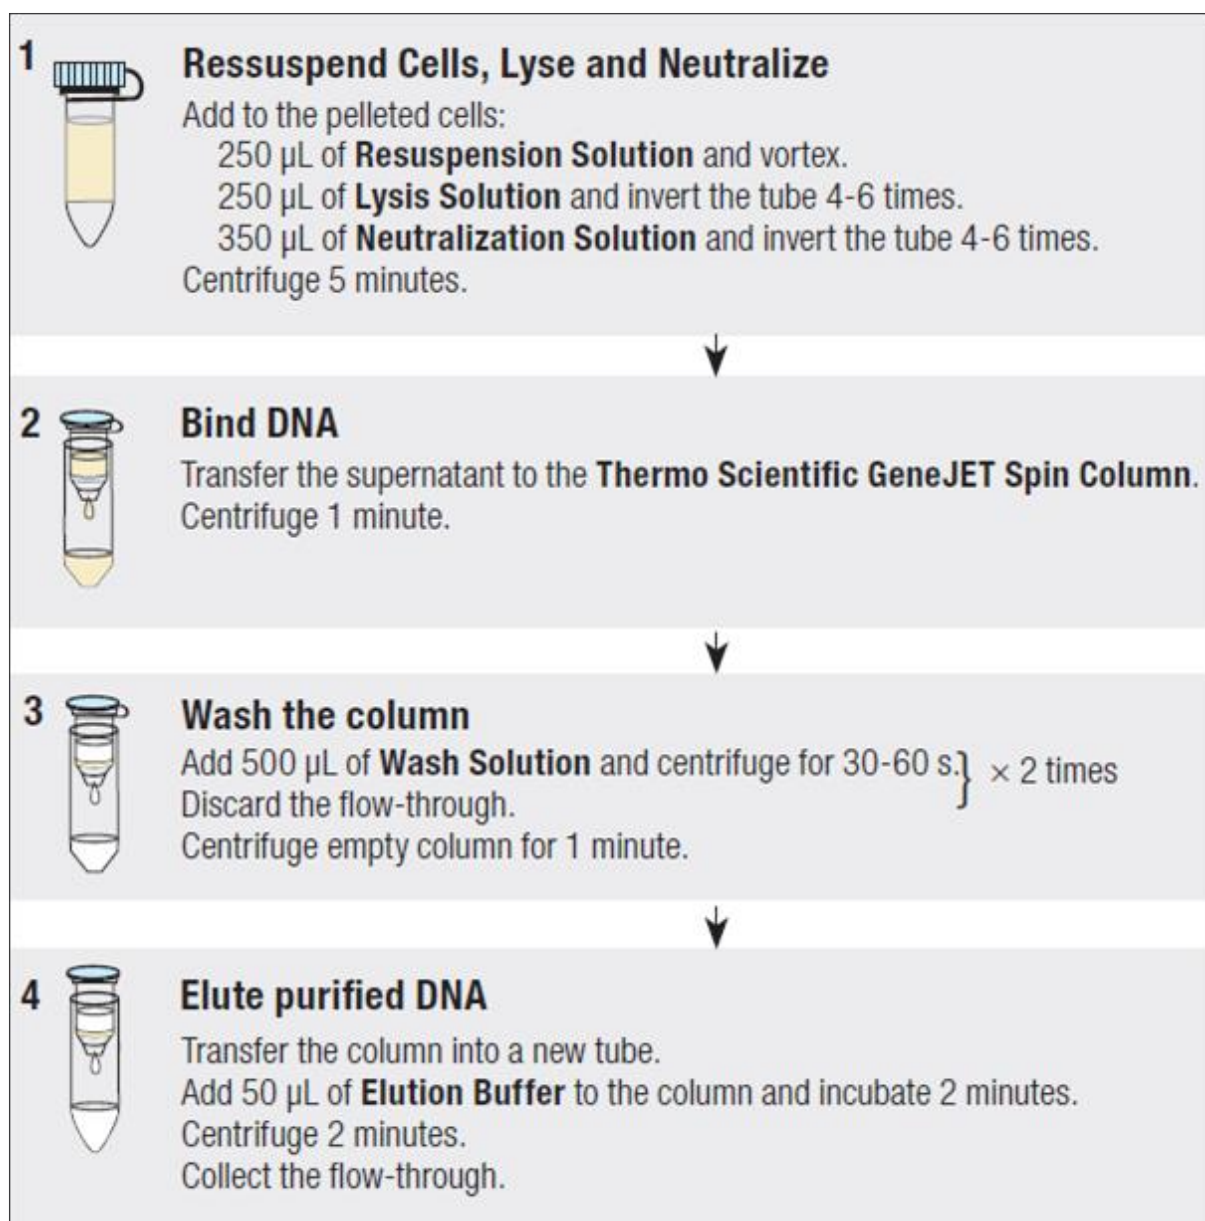 1
Ressuspend Cells, Lyse and Neutralize
Add to the pelleted cells:
250 µL of Resuspension Solution and vortex.
250 µL of Lysis Solution and invert the tube 4-6 times.
350 µL of Neutralization Solution and invert the tube 4-6 times.
Centrifuge 5 minutes.
2
Bind DNA
Transfer the supernatant to the Thermo Scientific GeneJET Spin Column.
Centrifuge 1 minute.
3
Wash the column
Add 500 µL of Wash Solution and centrifuge for 30-60 s.} × 2 times
Discard the flow-through.
Centrifuge empty column for 1 minute.
4
Elute purified DNA
Transfer the column into a new tube.
Add 50 µL of Elution Buffer to the column and incubate 2 minutes.
Centrifuge 2 minutes.
Collect the flow-through.